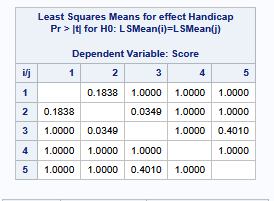 Least Squares Means for effect Handicap
Pr > |t| for H0: LSMean(i)=LSMean(j)
Dependent Variable: Score
i/j 1 2 3 4 5
1 0.1838 1.0000 1.0000 1.0000
2 0.1838 0.0349 1.0000 1.0000
3 1.0000 0.0349 1.0000 0.4010
4 1.0000 1.0000 1.0000 1.0000
5 1.0000 1.0000 0.4010 1.0000